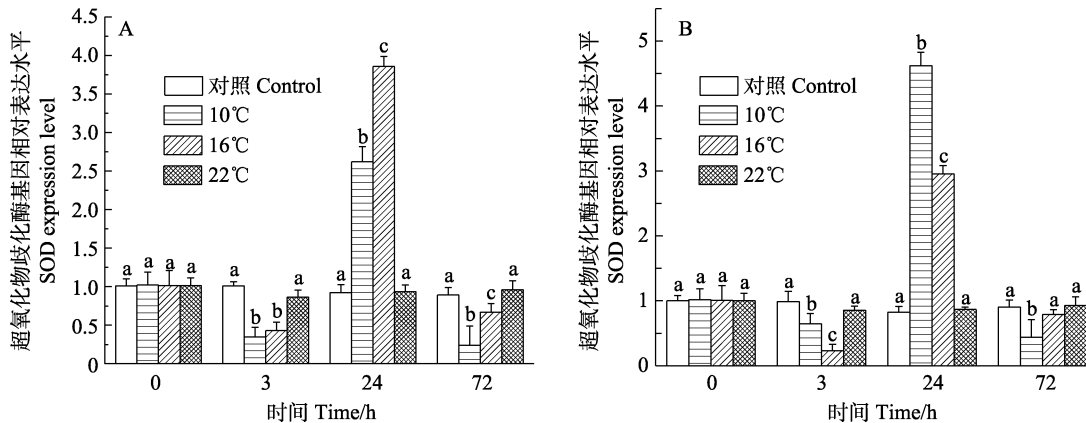 A
超氧化物歧化酶基因相对表达水平
SOD expression level
4.5
4.0
3.5
3.0
2.5
2.0
1.5
1.0
0.5
0
对照 Control
10℃
16℃
22℃
a a a a
a b b a
a b c a
a b c a
0 3 24 72
时间 Time/h
B
超氧化物歧化酶基因相对表达水平
SOD expression level
5
4
3
2
1
0
对照 Control
10℃
16℃
22℃
a a a a
a b c a
a b c a
a b a a
0 3 24 72
时间 Time/h